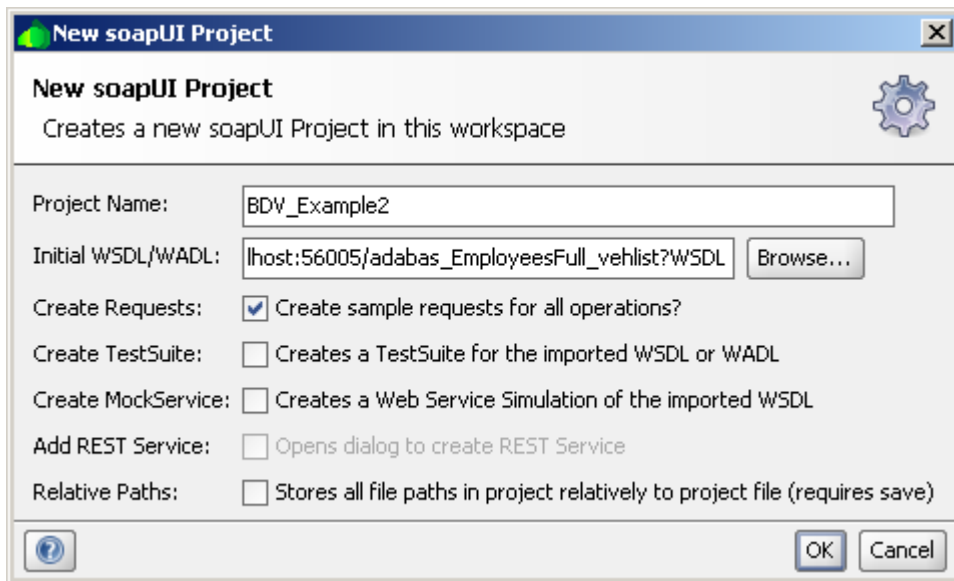 New soapUI Project
New soapUI Project
Creates a new soapUI Project in this workspace
Project Name: BDV_Example2
Initial WSDL/WADL: lhost:56005/adabas_EmployeesFull_vehlist?WSDL Browse...
Create Requests: Create sample requests for all operations?
Create TestSuite: Creates a TestSuite for the imported WSDL or WADL
Create MockService: Creates a Web Service Simulation of the imported WSDL
Add REST Service: Opens dialog to create REST Service
Relative Paths: Stores all file paths in project relatively to project file (requires save)
OK Cancel